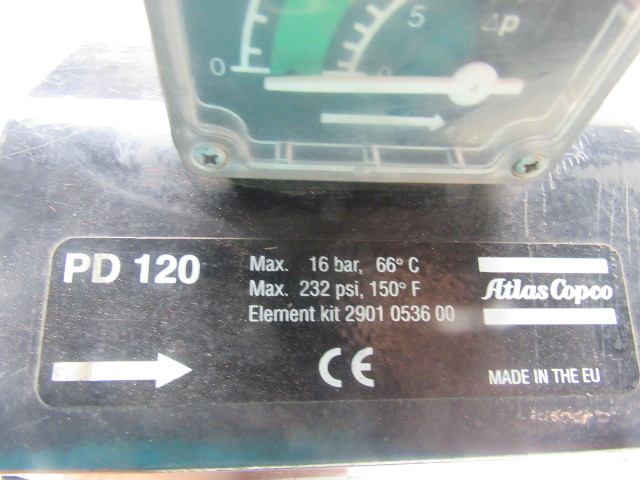 5 Δp
0 0
PD 120
Max. 16 bar, 66° C
Max. 232 psi, 150° F
Element kit 2901 0536 00
Atlas Copco
CE
MADE IN THE EU